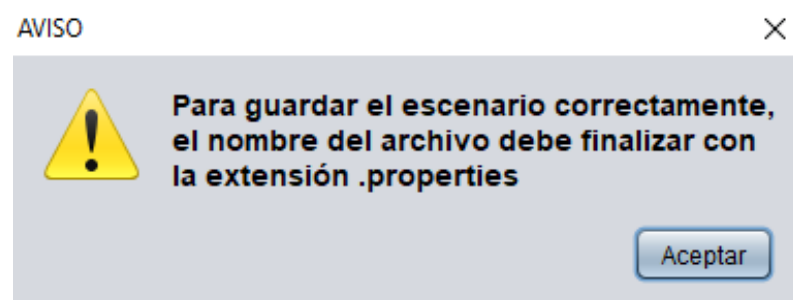 AVISO
Para guardar el escenario correctamente,
el nombre del archivo debe finalizar con
la extensión .properties
Aceptar